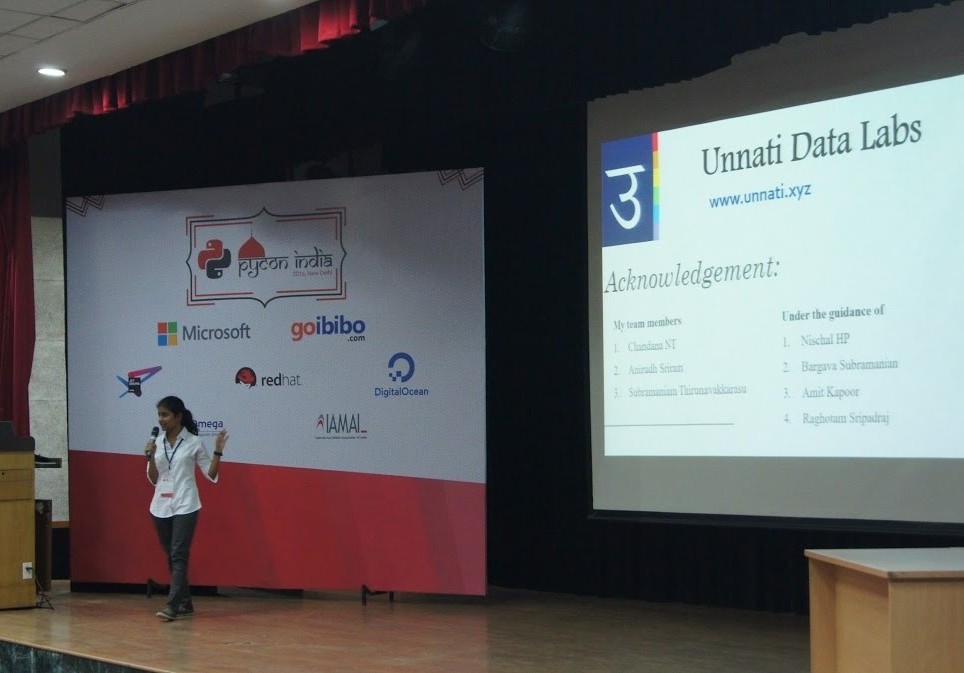 pycon india
2016, New Delhi
Microsoft
goibibo
.com
redhat.
DigitalOcean
amega
IAMAI
उ
Unnati Data Labs
www.unnati.xyz
Acknowledgement:
My team members
1. Chandana NT
2. Anirudh Sriram
3. Subramaniam Thirunavakkarasu
Under the guidance of
1. Nischal HP
2. Bargava Subramanian
3. Amit Kapoor
4. Raghotam Sripadraj